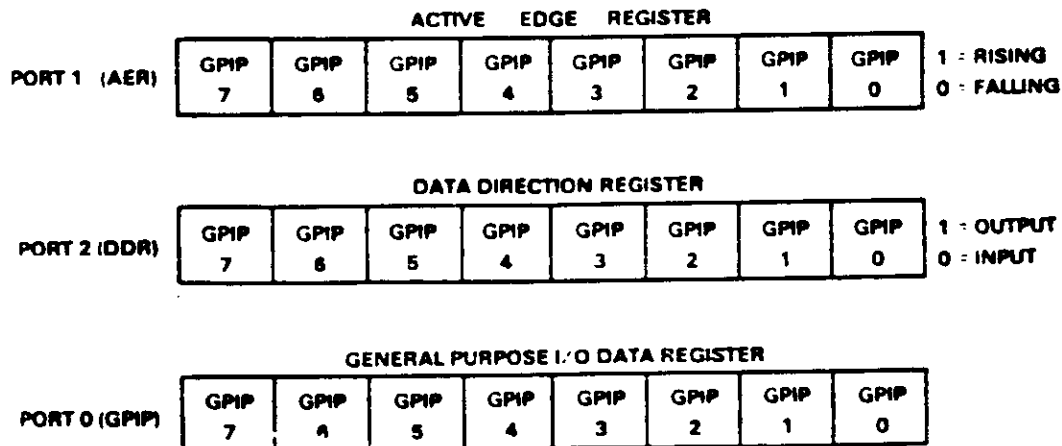 ACTIVE EDGE REGISTER
PORT 1 (AER)
GPIP GPIP GPIP GPIP GPIP GPIP GPIP GPIP
7 6 5 4 3 2 1 0
1 = RISING
0 = FALLING
DATA DIRECTION REGISTER
PORT 2 (DDR)
GPIP GPIP GPIP GPIP GPIP GPIP GPIP GPIP
7 6 5 4 3 2 1 0
1 = OUTPUT
0 = INPUT
GENERAL PURPOSE I/O DATA REGISTER
PORT 0 (GPIP)
GPIP GPIP GPIP GPIP GPIP GPIP GPIP GPIP
7 6 5 4 3 2 1 0